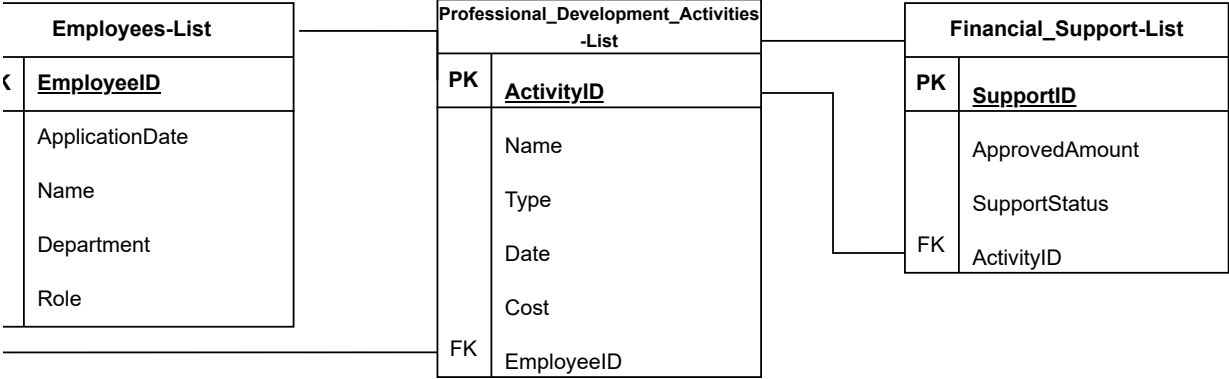 Employees-List
EmployeeID
ApplicationDate
Name
Department
Role
Professional_Development_Activities
-List
PK ActivityID
Name
Type
Date
Cost
FK EmployeeID
Financial_Support-List
PK SupportID
ApprovedAmount
SupportStatus
FK ActivityID